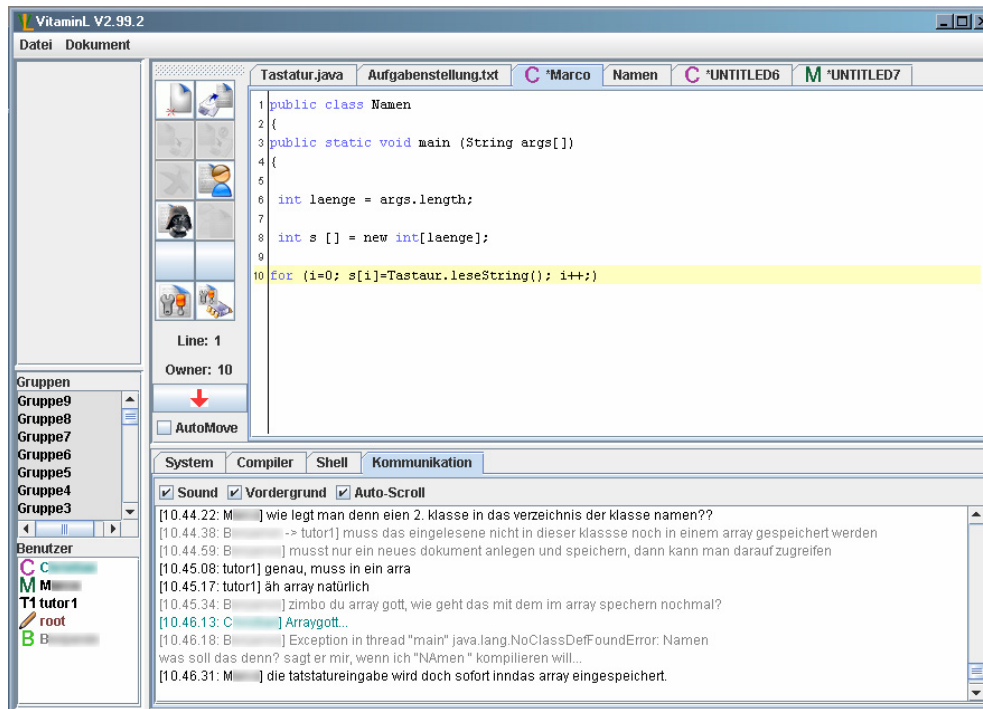 VitaminL V2.99.2
Datei Dokument
Tastatur.java Aufgabenstellung.txt C *Marco Namen C *UNTITLED6 M *UNTITLED7
1 public class Namen
2 {
3 public static void main (String args[])
4 {
5
6 int laenge = args.length;
7
8 int s [] = new int[laenge];
9
10 for (i=0; s[i]=Tastaur.leseString(); i++;)
Line: 1
Owner: 10
AutoMove
Gruppen
Gruppe9
Gruppe8
Gruppe7
Gruppe6
Gruppe5
Gruppe4
Gruppe3
Benutzer
C C
M M
T1 tutor1
root
B B
System Compiler Shell Kommunikation
Sound Vordergrund Auto-Scroll
[10.44.22: M ] wie legt man denn eien 2. klasse in das verzeichnis der klasse namen??
[10.44.38: B -> tutor1] muss das eingelesene nicht in dieser klassse noch in einem array gespeichert werden
[10.44.59: B ] musst nur ein neues dokument anlegen und speichern, dann kann man darauf zugreifen
[10.45.08: tutor1] genau, muss in ein arra
[10.45.17: tutor1] äh array natürlich
[10.45.34: B ] zimbo du array gott, wie geht das mit dem im array spechern nochmal?
[10.46.13: C ] Arraygott...
[10.46.18: B ] Exception in thread "main" java.lang.NoClassDefFoundError: Namen
was soll das denn? sagt er mir, wenn ich "NAmen " kompilieren will...
[10.46.31: M ] die tatstatureingabe wird doch sofort inndas array eingespeichert.